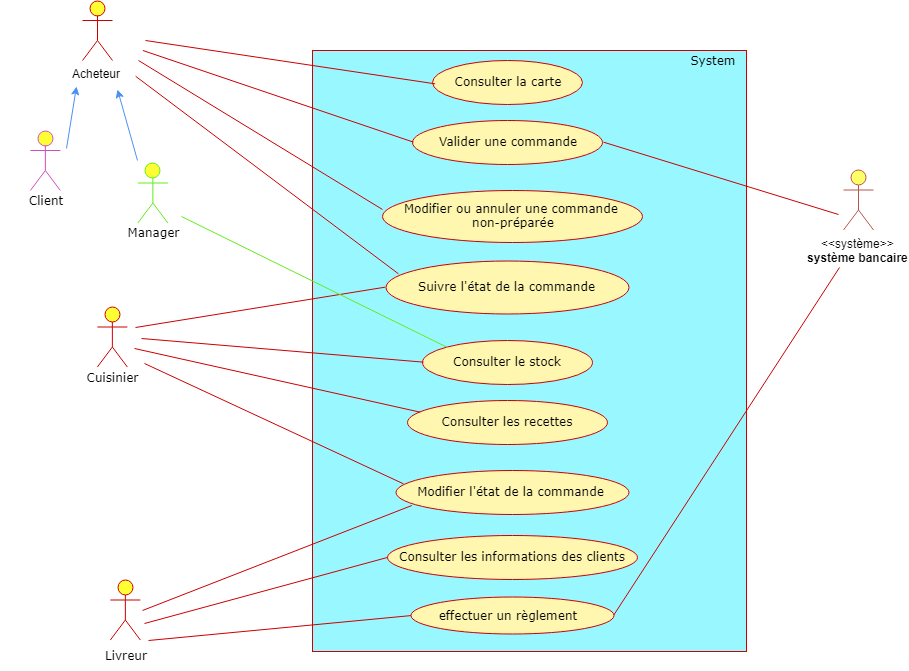 Acheteur
System
Consulter la carte
Valider une commande
Client
Modifier ou annuler une commande
non-préparée
Manager
<<système>>
système bancaire
Suivre l'état de la commande
Consulter le stock
Cuisinier
Consulter les recettes
Modifier l'état de la commande
Consulter les informations des clients
effectuer un règlement
Livreur